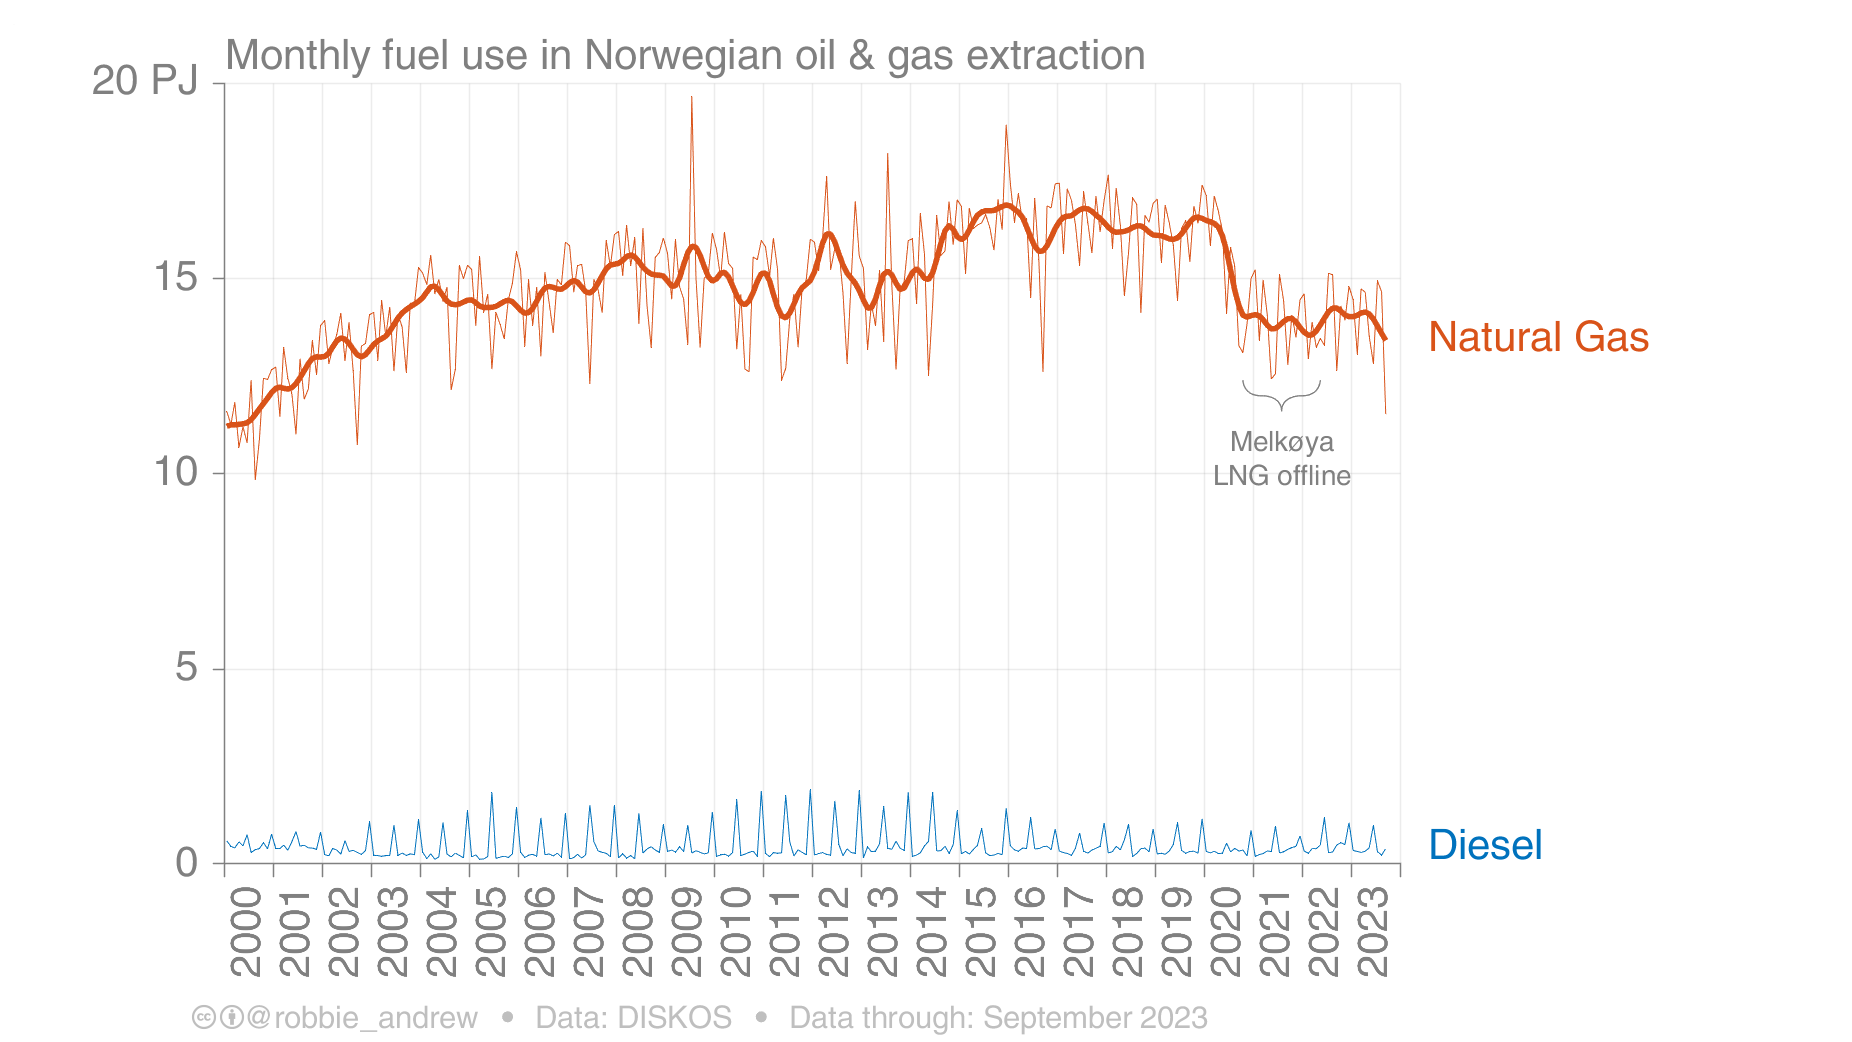 Monthly fuel use in Norwegian oil & gas extraction
20 PJ
15
10
5
0
Natural Gas
Melkøya
LNG offline
Diesel
2000 2001 2002 2003 2004 2005 2006 2007 2008 2009 2010 2011 2012 2013 2014 2015 2016 2017 2018 2019 2020 2021 2022 2023
cc @robbie_andrew • Data: DISKOS • Data through: September 2023